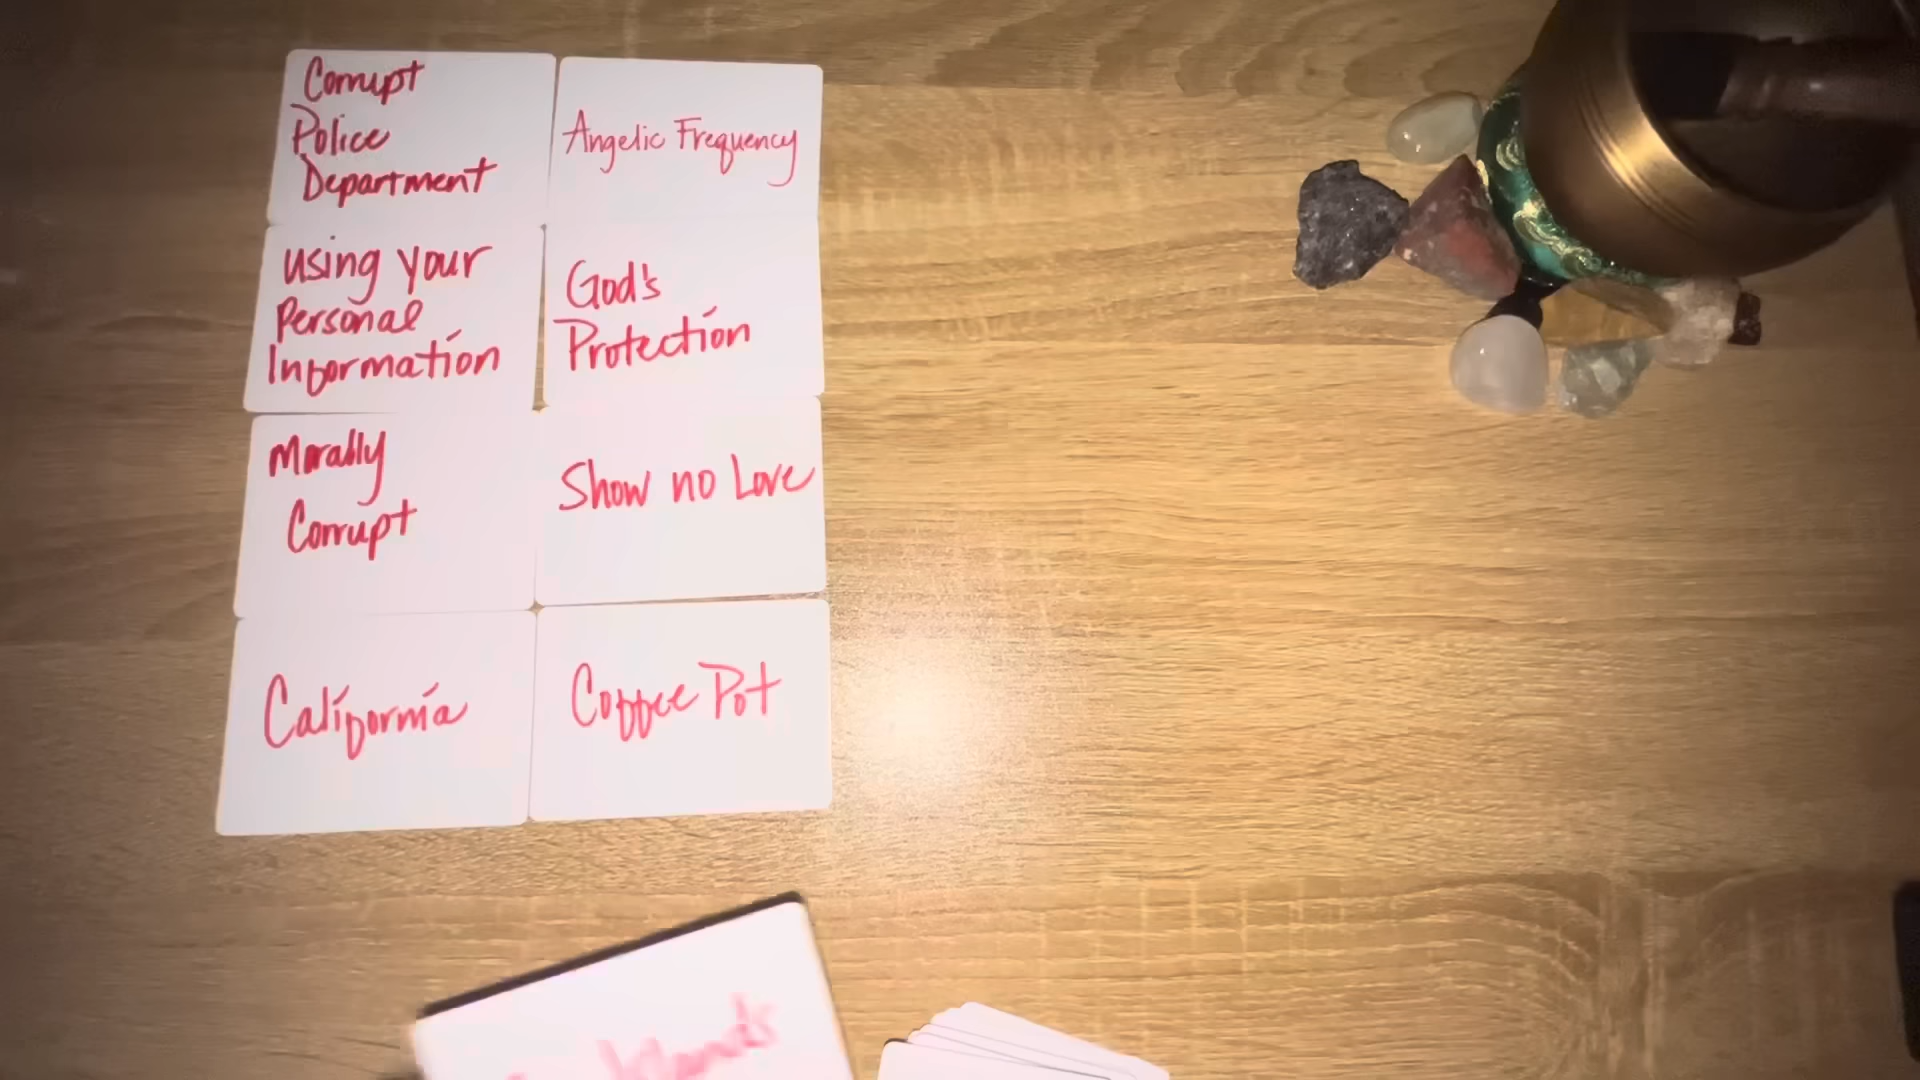 Corrupt
Police
Department
Angelic Frequency
using your
Personal
Information
God's
Protection
Morally
Corrupt
Show no Love
California
Coffee Pot